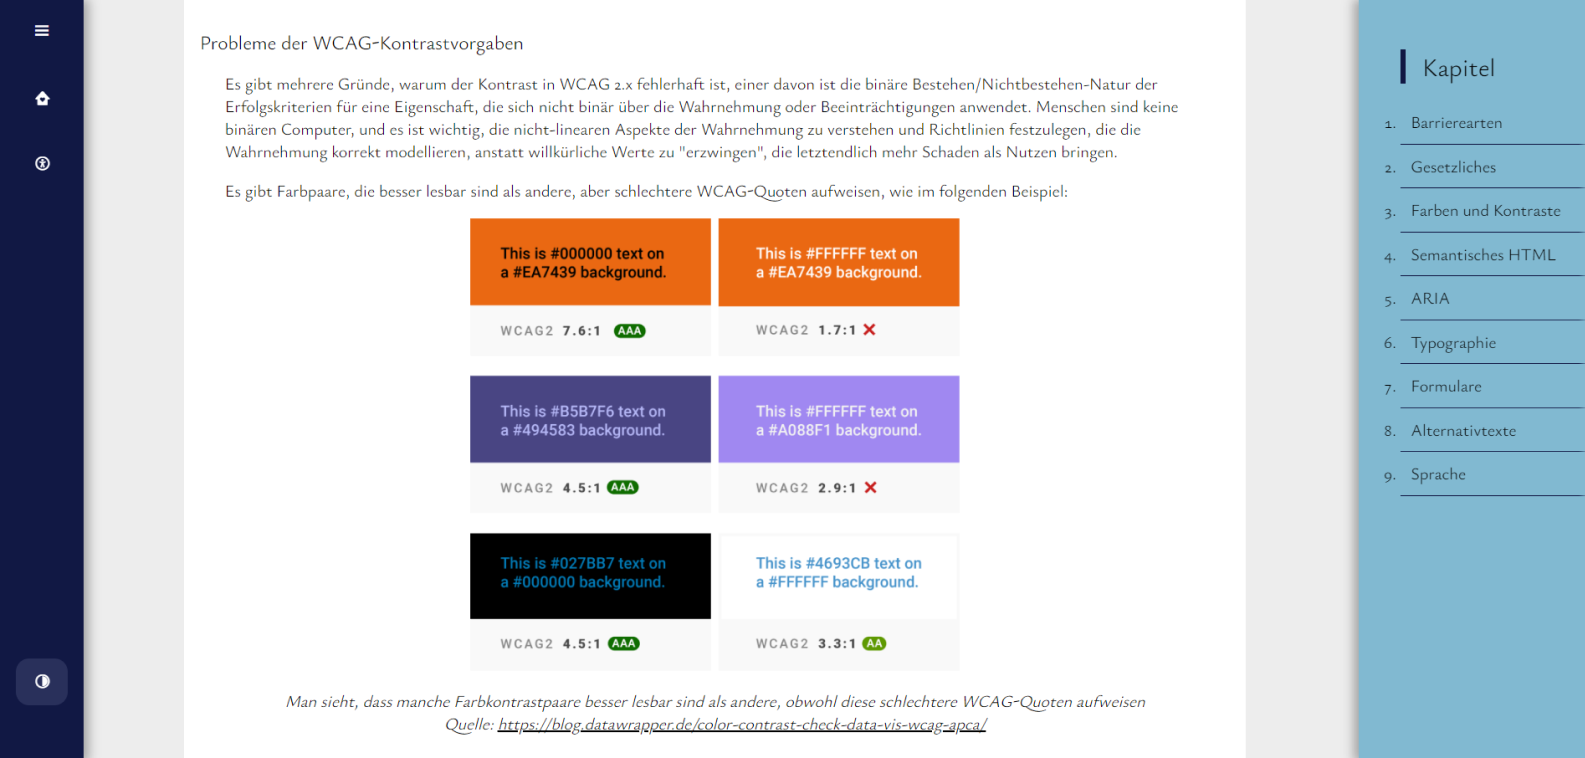 Probleme der WCAG-Kontrastvorgaben
Es gibt mehrere Gründe, warum der Kontrast in WCAG 2.x fehlerhaft ist, einer davon ist die binäre Bestehen/Nichtbestehen-Natur der
Erfolgskriterien für eine Eigenschaft, die sich nicht binär über die Wahrnehmung oder Beeinträchtigungen anwendet. Menschen sind keine
binären Computer, und es ist wichtig, die nicht-linearen Aspekte der Wahrnehmung zu verstehen und Richtlinien festzulegen, die die
Wahrnehmung korrekt modellieren, anstatt willkürliche Werte zu "erzwingen", die letztendlich mehr Schaden als Nutzen bringen.
Es gibt Farbpaare, die besser lesbar sind als andere, aber schlechtere WCAG-Quoten aufweisen, wie im folgenden Beispiel:
This is #000000 text on
a #EA7439 background.
WCAG2 7.6:1 AAA
This is #FFFFFF text on
a #EA7439 background.
WCAG2 1.7:1 ✕
This is #B5B7F6 text on
a #494583 background.
WCAG2 4.5:1 AAA
This is #FFFFFF text on
a #A088F1 background.
WCAG2 2.9:1 ✕
This is #027BB7 text on
a #000000 background.
WCAG2 4.5:1 AAA
This is #4693CB text on
a #FFFFFF background.
WCAG2 3.3:1 AA
Man sieht, dass manche Farbkontrastpaare besser lesbar sind als andere, obwohl diese schlechtere WCAG-Quoten aufweisen
Quelle: https://blog.datawrapper.de/color-contrast-check-data-vis-wcag-apca/
Kapitel
1. Barrierearten
2. Gesetzliches
3. Farben und Kontraste
4. Semantisches HTML
5. ARIA
6. Typographie
7. Formulare
8. Alternativtexte
9. Sprache